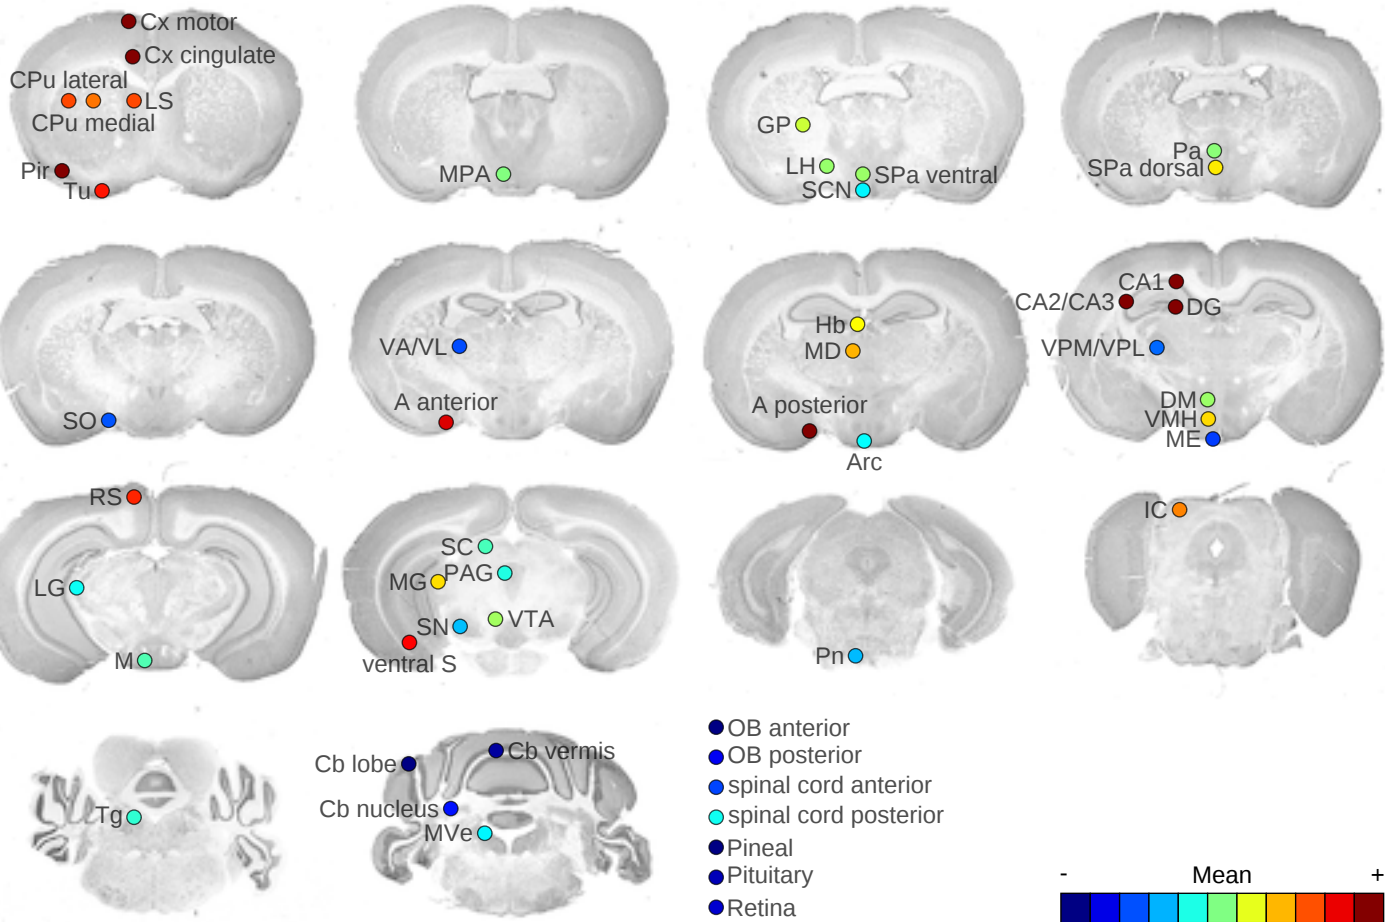 Cx motor
Cx cingulate
CPu lateral
LS
CPu medial
Pir
Tu
MPA
GP
LH
SPa ventral
SCN
Pa
SPa dorsal
SO
VA/VL
A anterior
Hb
MD
A posterior
Arc
CA1
CA2/CA3
DG
VPM/VPL
DM
VMH
ME
RS
LG
M
SC
MG
PAG
SN
VTA
ventral S
Pn
IC
Tg
Cb lobe
Cb vermis
Cb nucleus
MVe
OB anterior
OB posterior
spinal cord anterior
spinal cord posterior
Pineal
Pituitary
Retina
- Mean +